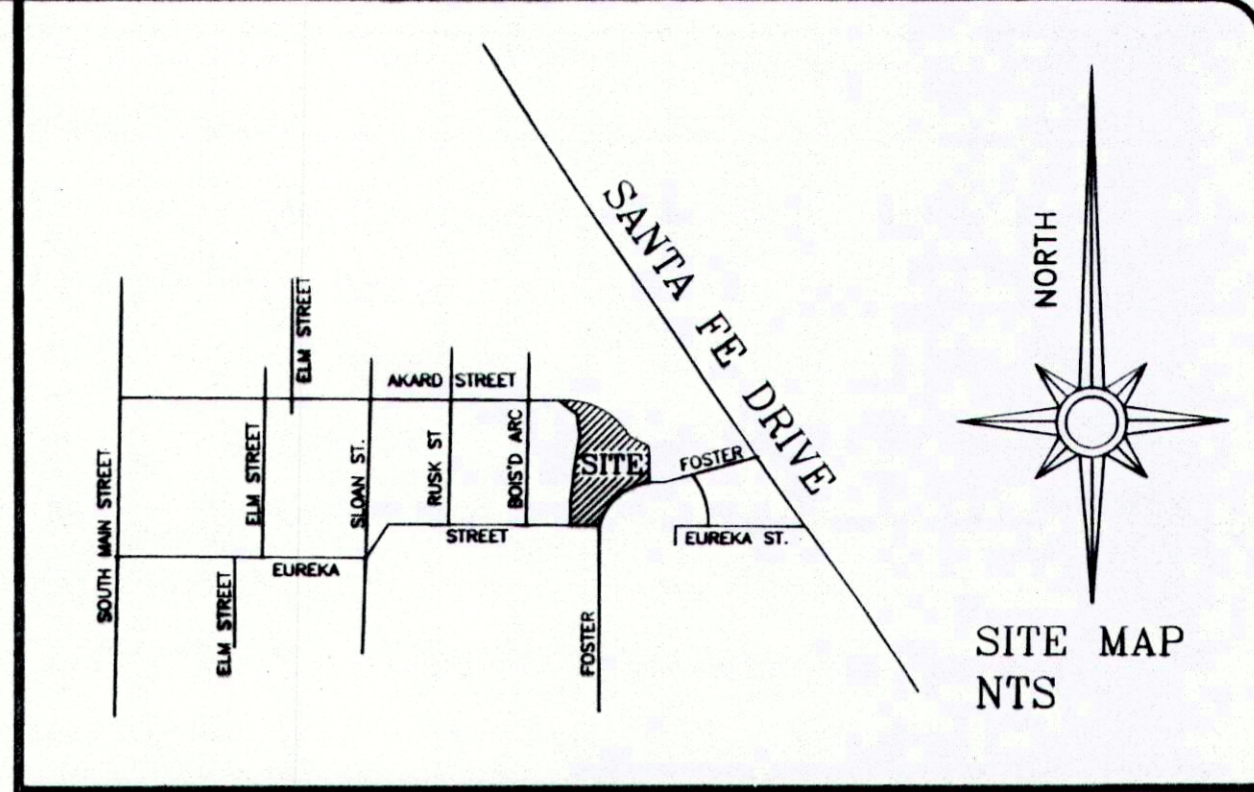 SANTA FE DRIVE
NORTH
ELM STREET
AKARD STREET
SOUTH MAIN STREET
ELM STREET
SLOAN ST.
RUSK ST
BOIS'D ARC
SITE
FOSTER
STREET
EUREKA ST.
EUREKA
ELM STREET
FOSTER
SITE MAP
NTS